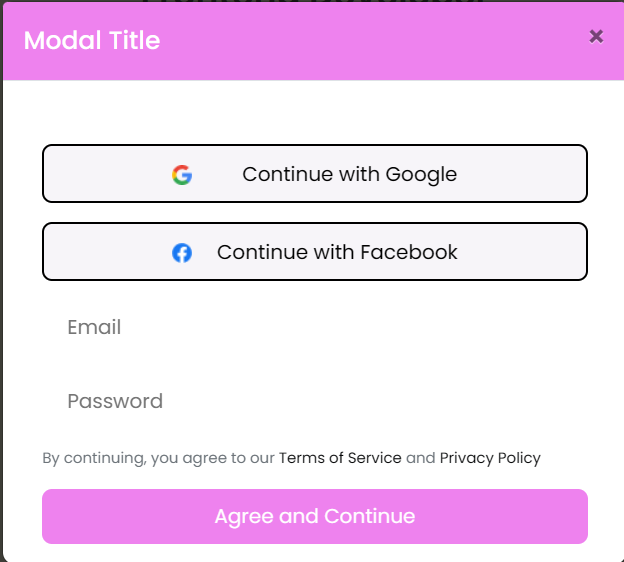 Modal Title
×
Continue with Google
Continue with Facebook
Email
Password
By continuing, you agree to our Terms of Service and Privacy Policy
Agree and Continue